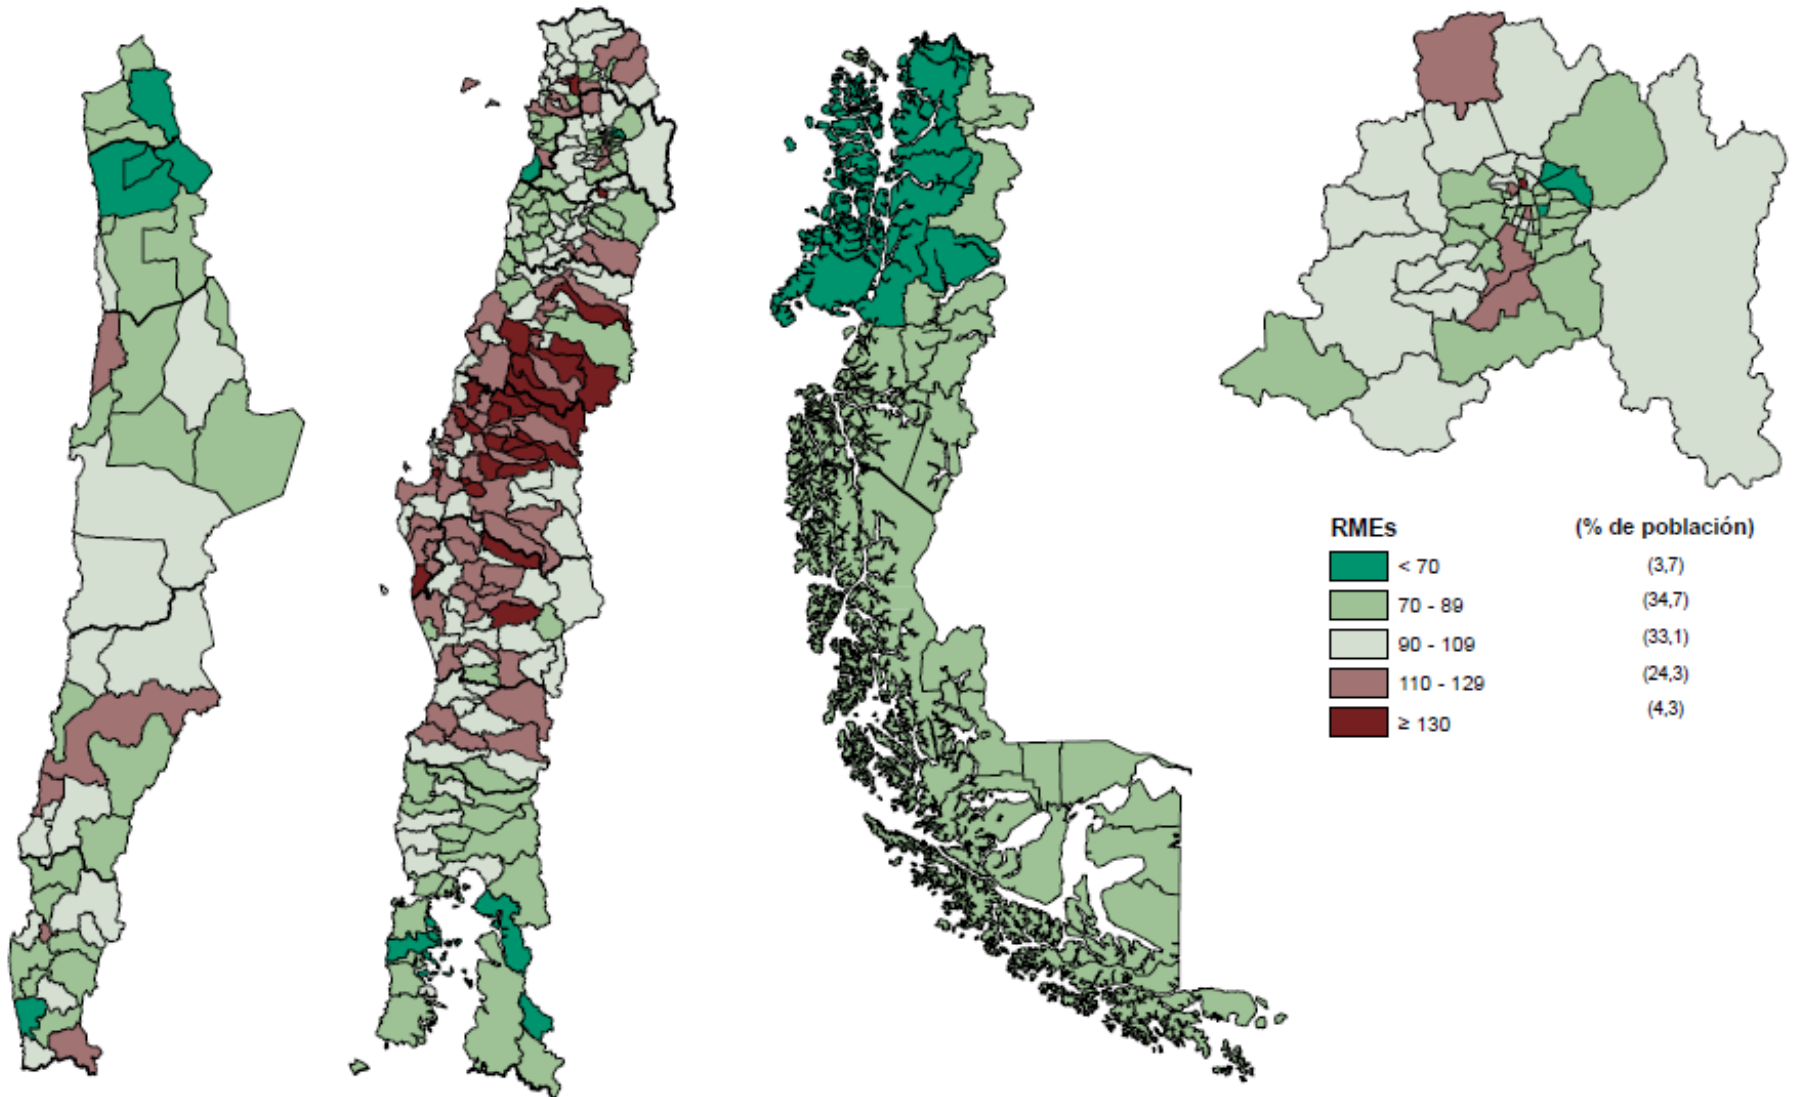 RMEs (% de población)
< 70 (3,7)
70 - 89 (34,7)
90 - 109 (33,1)
110 - 129 (24,3)
≥ 130 (4,3)